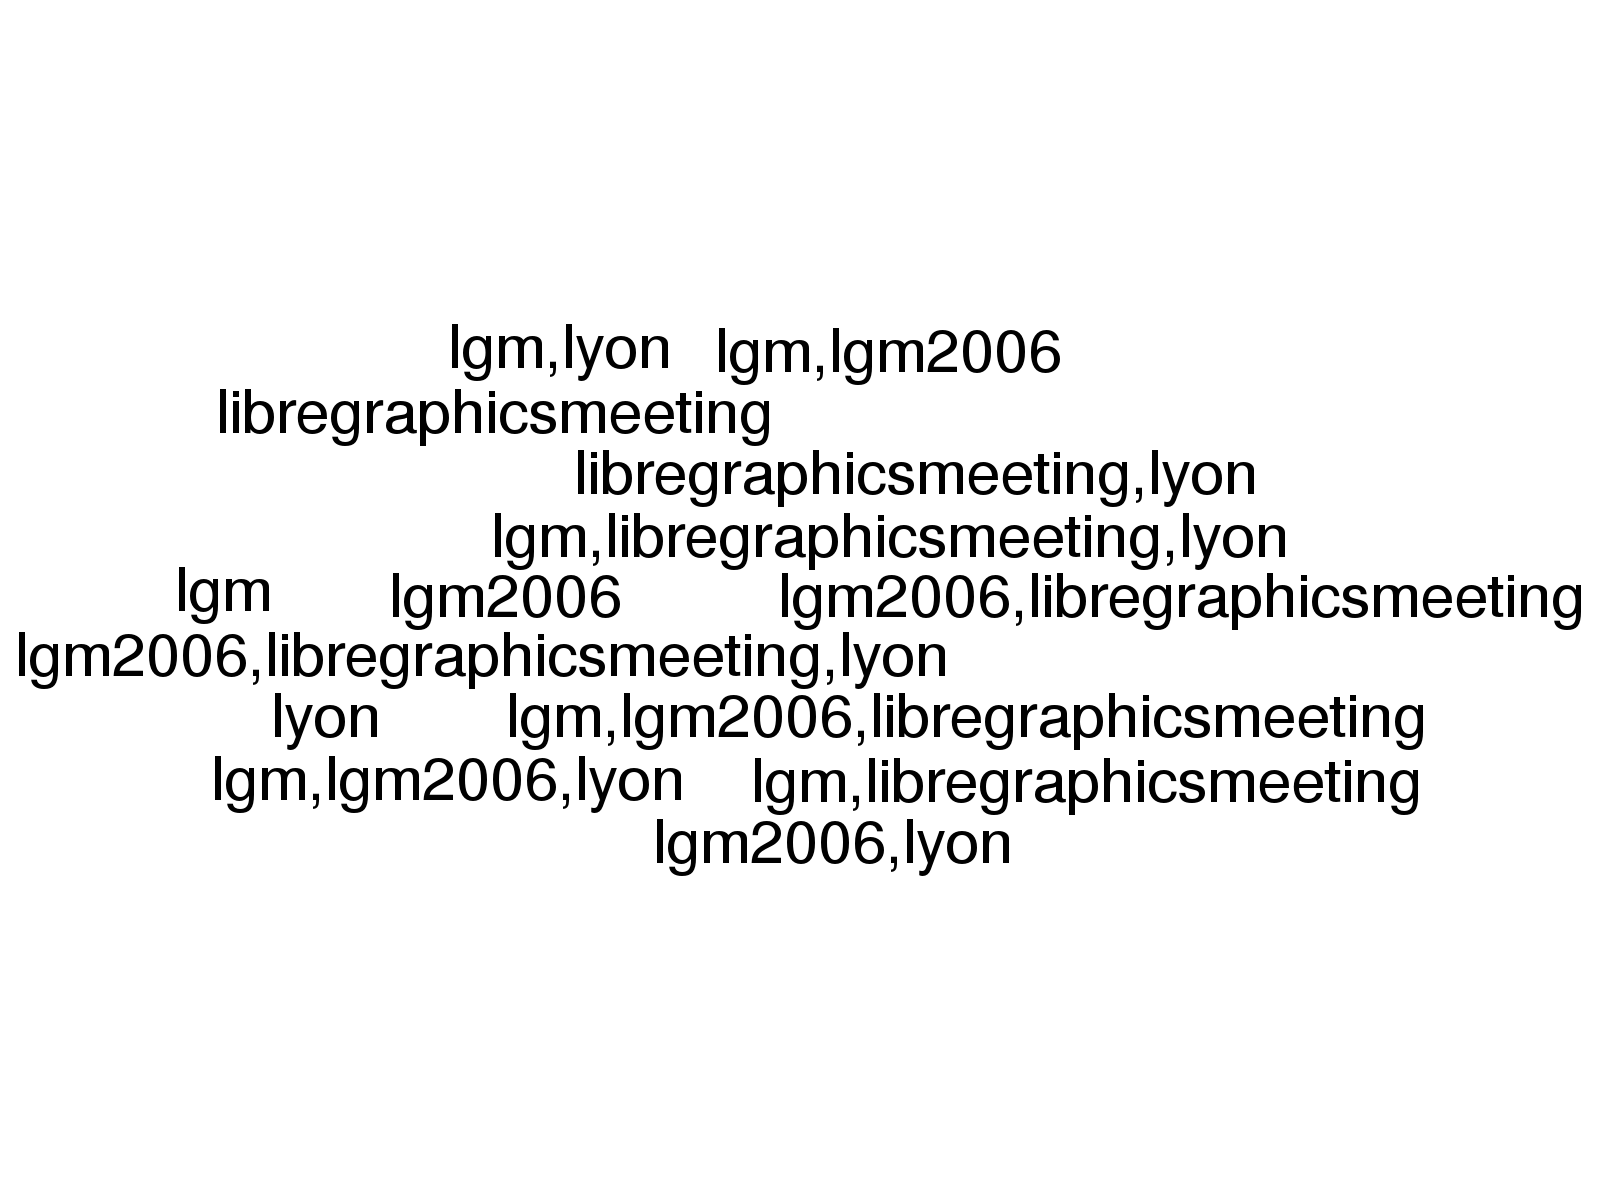 lgm,lyon
lgm,lgm2006
libregraphicsmeeting
libregraphicsmeeting,lyon
lgm,libregraphicsmeeting,lyon
lgm
lgm2006
lgm2006,libregraphicsmeeting
lgm2006,libregraphicsmeeting,lyon
lyon
lgm,lgm2006,libregraphicsmeeting
lgm,lgm2006,lyon
lgm,libregraphicsmeeting
lgm2006,lyon